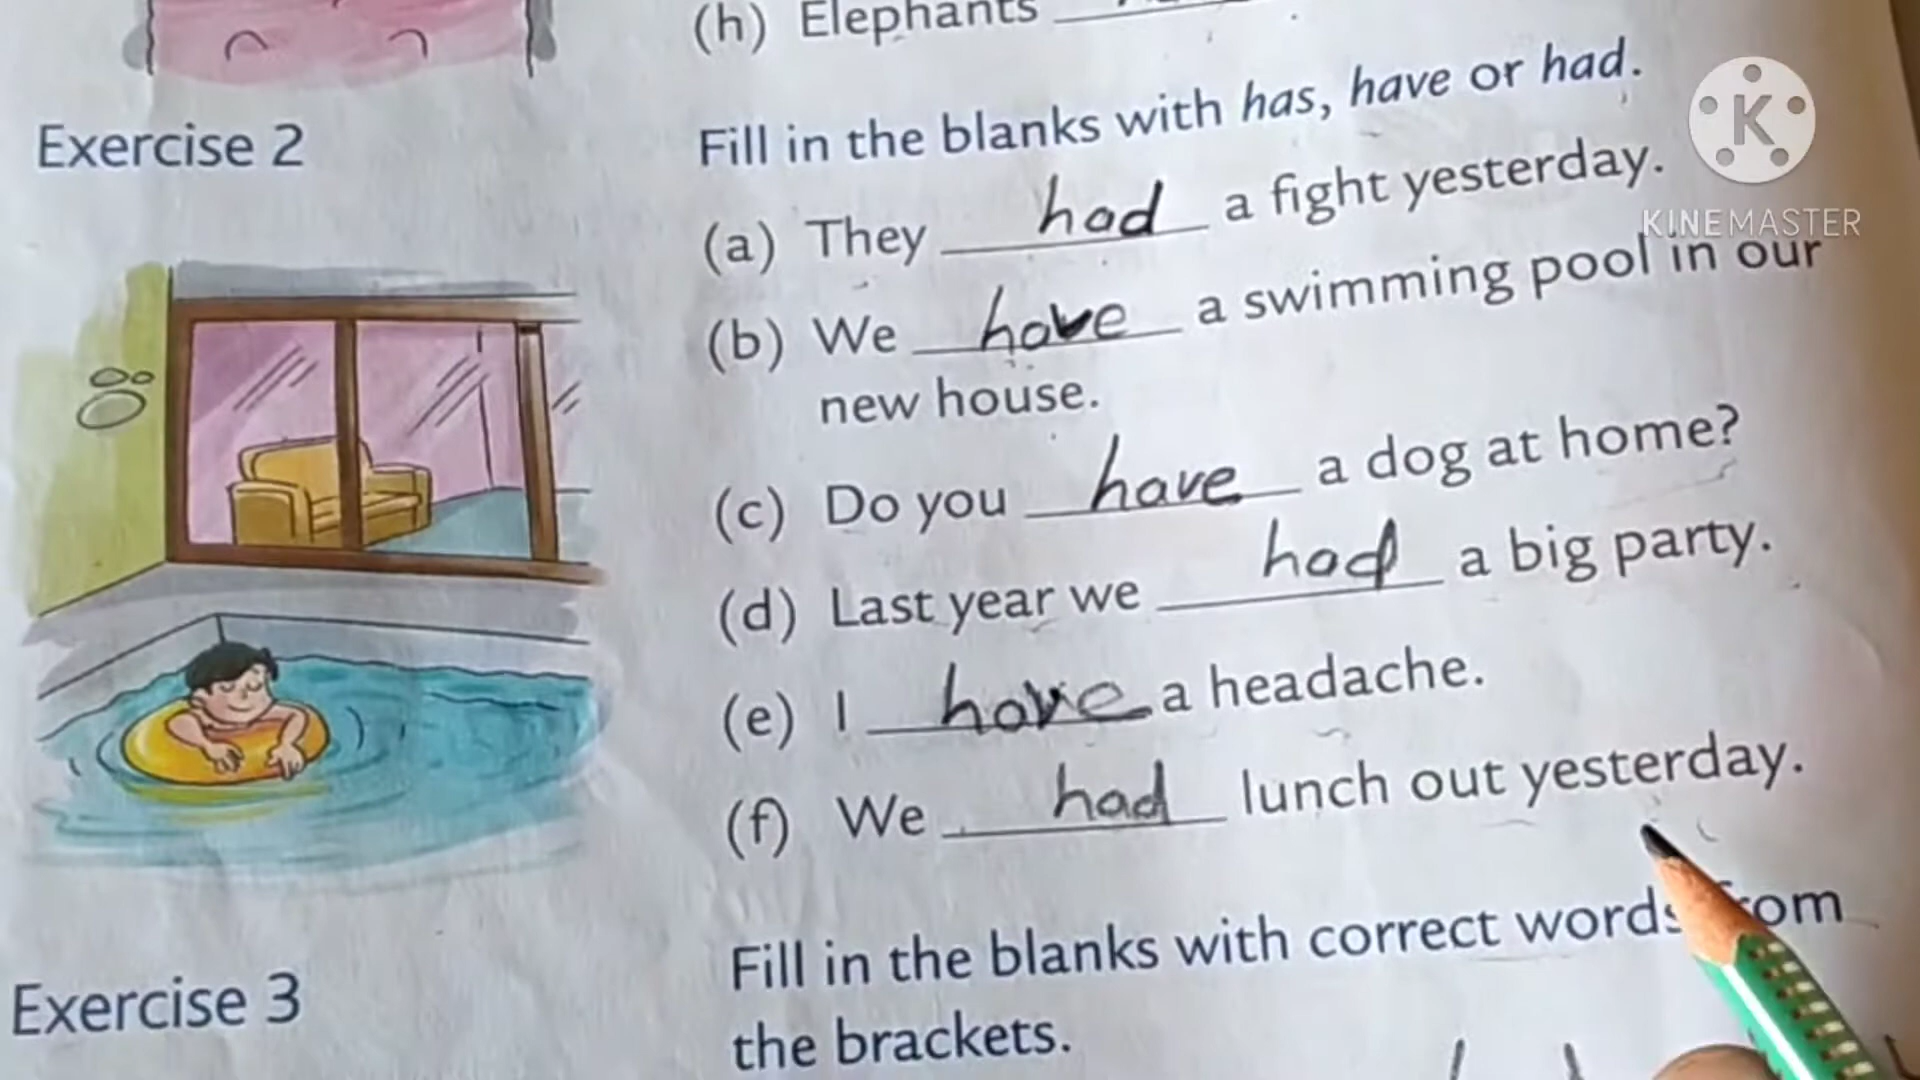 (h) Elephants
Exercise 2
Fill in the blanks with has, have or had.
(a) They had a fight yesterday.
(b) We have a swimming pool in our
new house.
(c) Do you have a dog at home?
(d) Last year we had a big party.
(e) I have a headache.
(f) We had lunch out yesterday.
Exercise 3
Fill in the blanks with correct words from
the brackets.
K
KINEMASTER